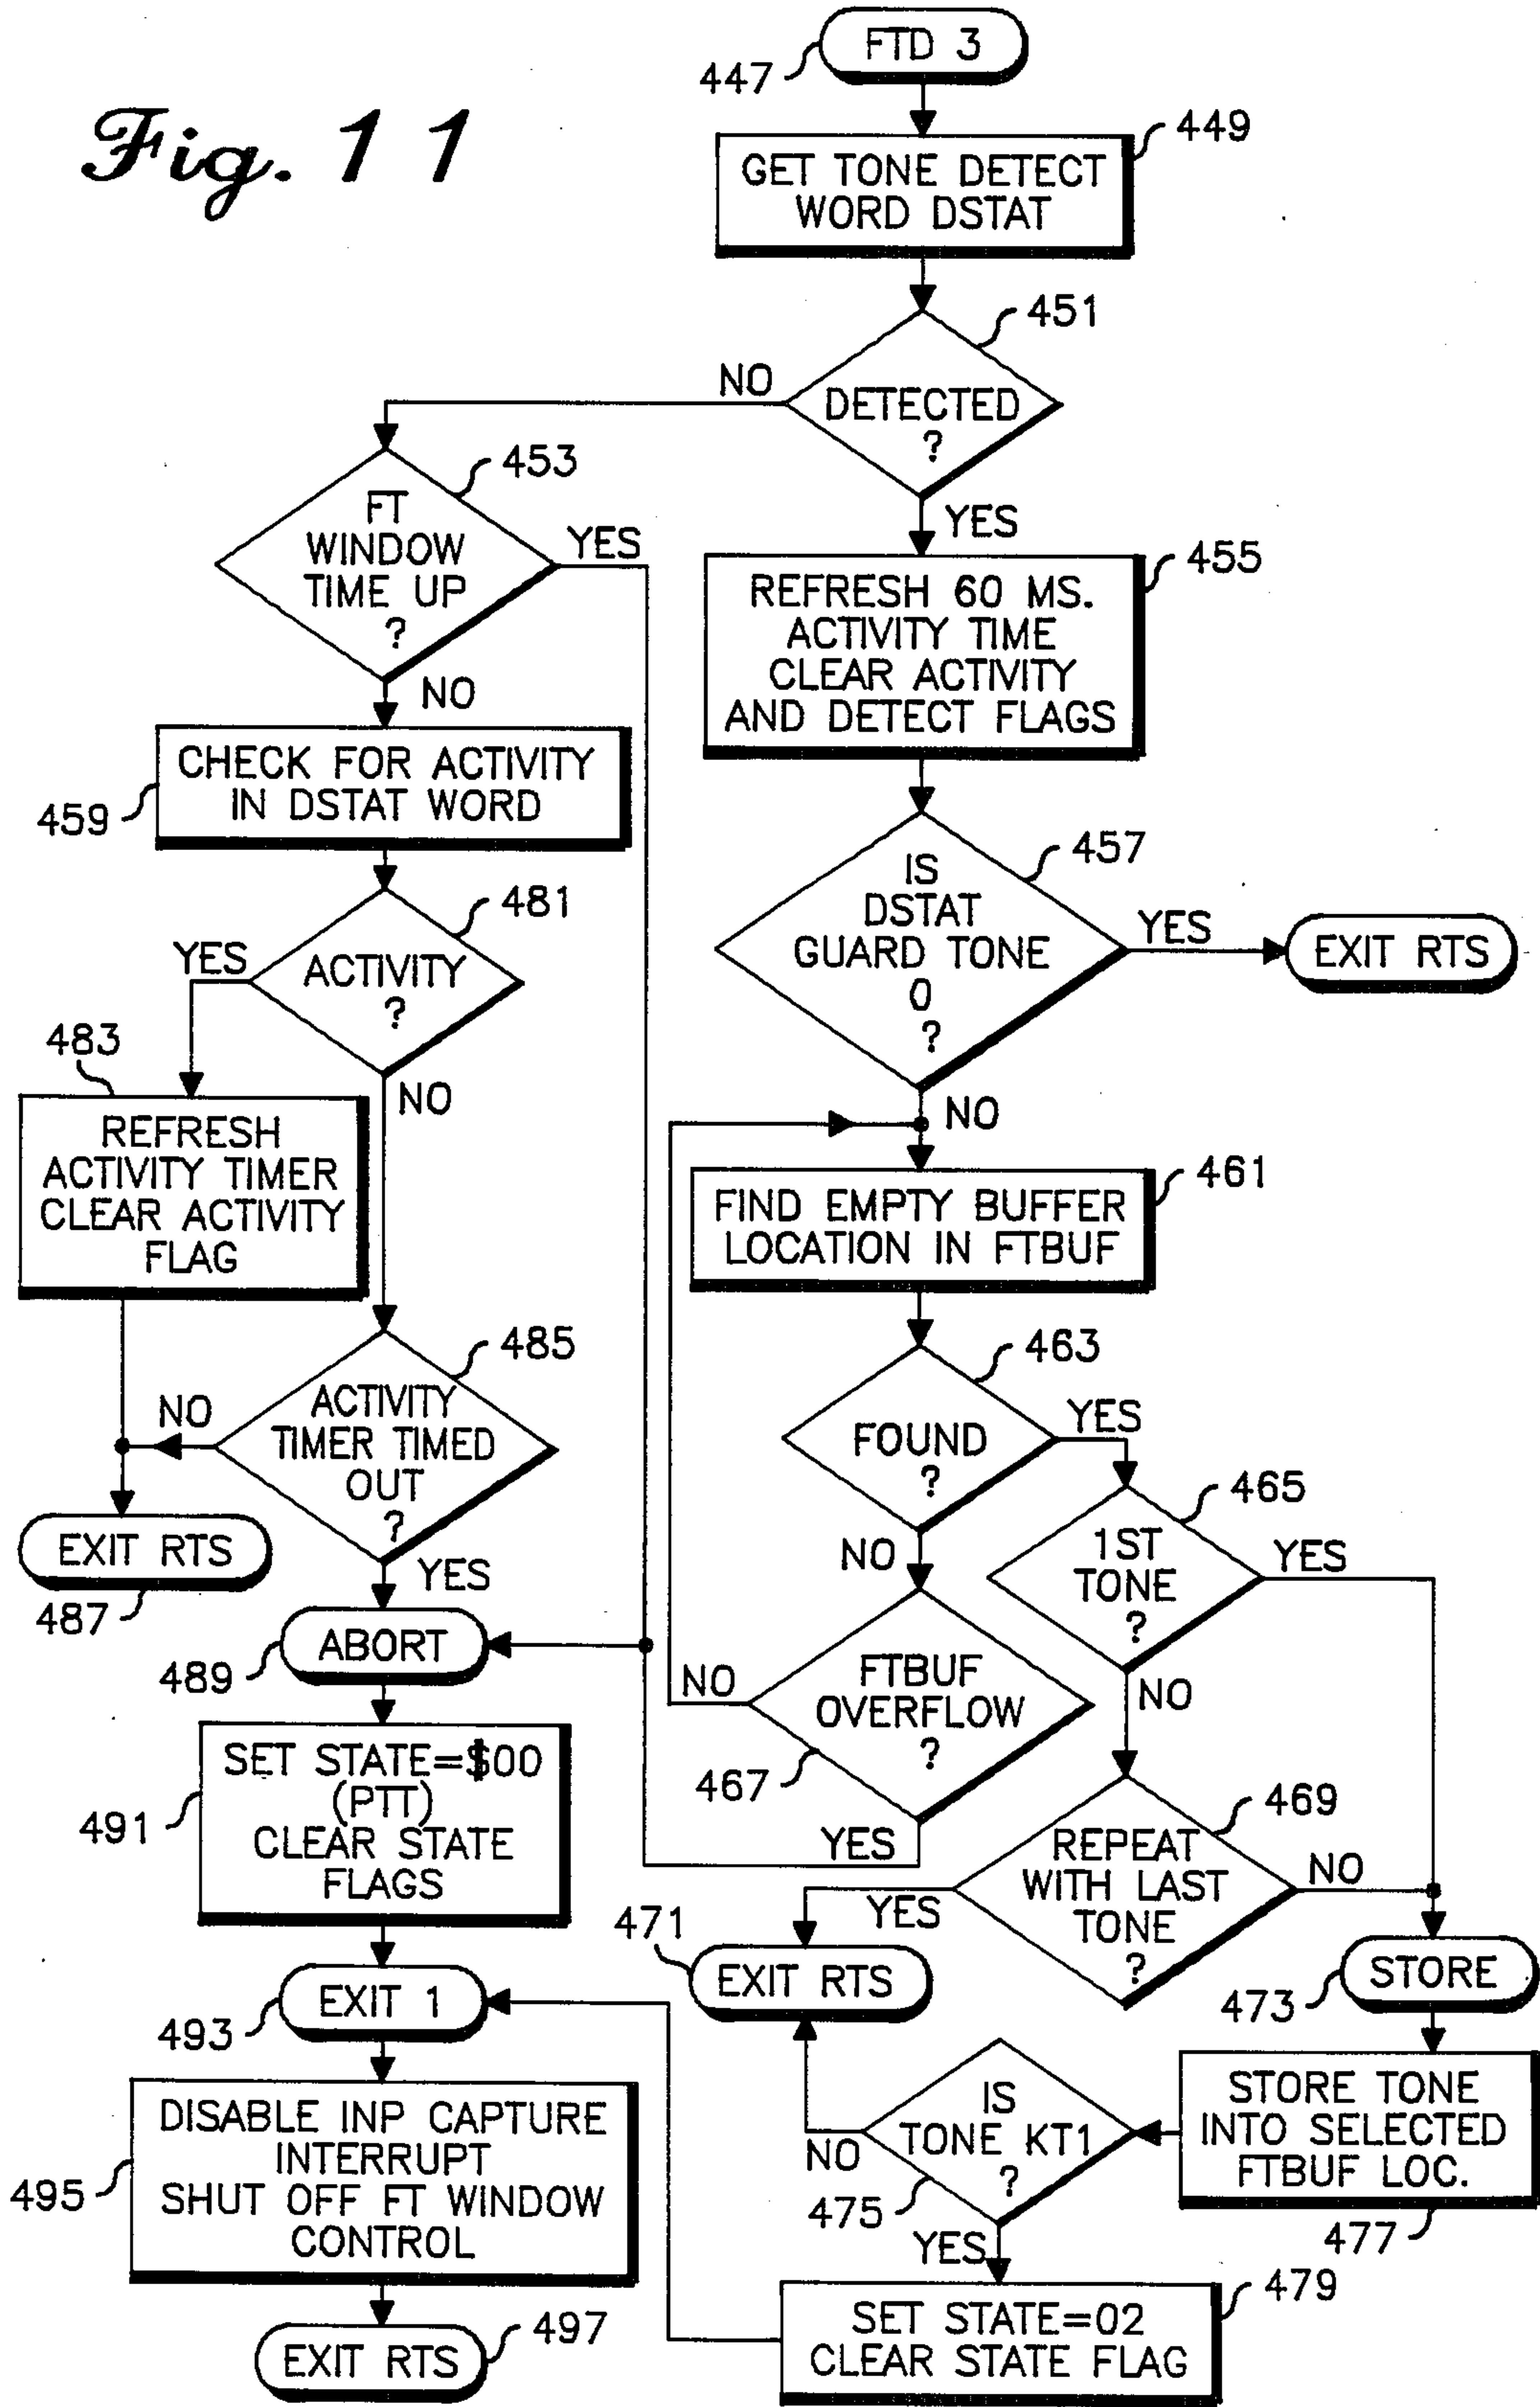 Fig. 11
FTD 3
447
GET TONE DETECT
WORD DSTAT
449
451
DETECTED
?
NO
YES
453
FT
WINDOW
TIME UP
?
YES
NO
455
REFRESH 60 MS.
ACTIVITY TIME
CLEAR ACTIVITY
AND DETECT FLAGS
CHECK FOR ACTIVITY
IN DSTAT WORD
459
457
IS
DSTAT
GUARD TONE
0
?
YES
EXIT RTS
NO
481
ACTIVITY
?
YES
NO
483
REFRESH
ACTIVITY TIMER
CLEAR ACTIVITY
FLAG
461
FIND EMPTY BUFFER
LOCATION IN FTBUF
463
FOUND
?
YES
NO
485
ACTIVITY
TIMER TIMED
OUT
?
NO
YES
EXIT RTS
487
465
1ST
TONE
?
YES
NO
FTBUF
OVERFLOW
?
467
NO
YES
ABORT
489
SET STATE=$00
(PTT)
CLEAR STATE
FLAGS
491
469
REPEAT
WITH LAST
TONE
?
NO
YES
471
EXIT RTS
STORE
473
EXIT 1
493
STORE TONE
INTO SELECTED
FTBUF LOC.
477
IS
TONE KT1
?
475
NO
YES
DISABLE INP CAPTURE
INTERRUPT
SHUT OFF FT WINDOW
CONTROL
495
479
SET STATE=02
CLEAR STATE FLAG
EXIT RTS
497